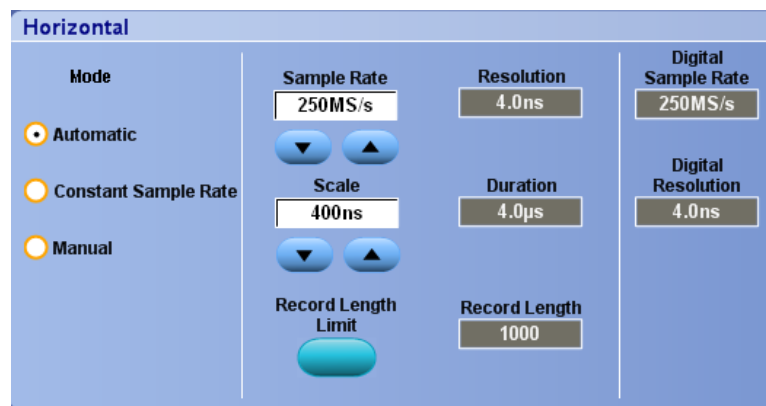 Horizontal
Mode
Automatic
Constant Sample Rate
Manual
Sample Rate
250MS/s
Scale
400ns
Record Length
Limit
Resolution
4.0ns
Duration
4.0µs
Record Length
1000
Digital
Sample Rate
250MS/s
Digital
Resolution
4.0ns